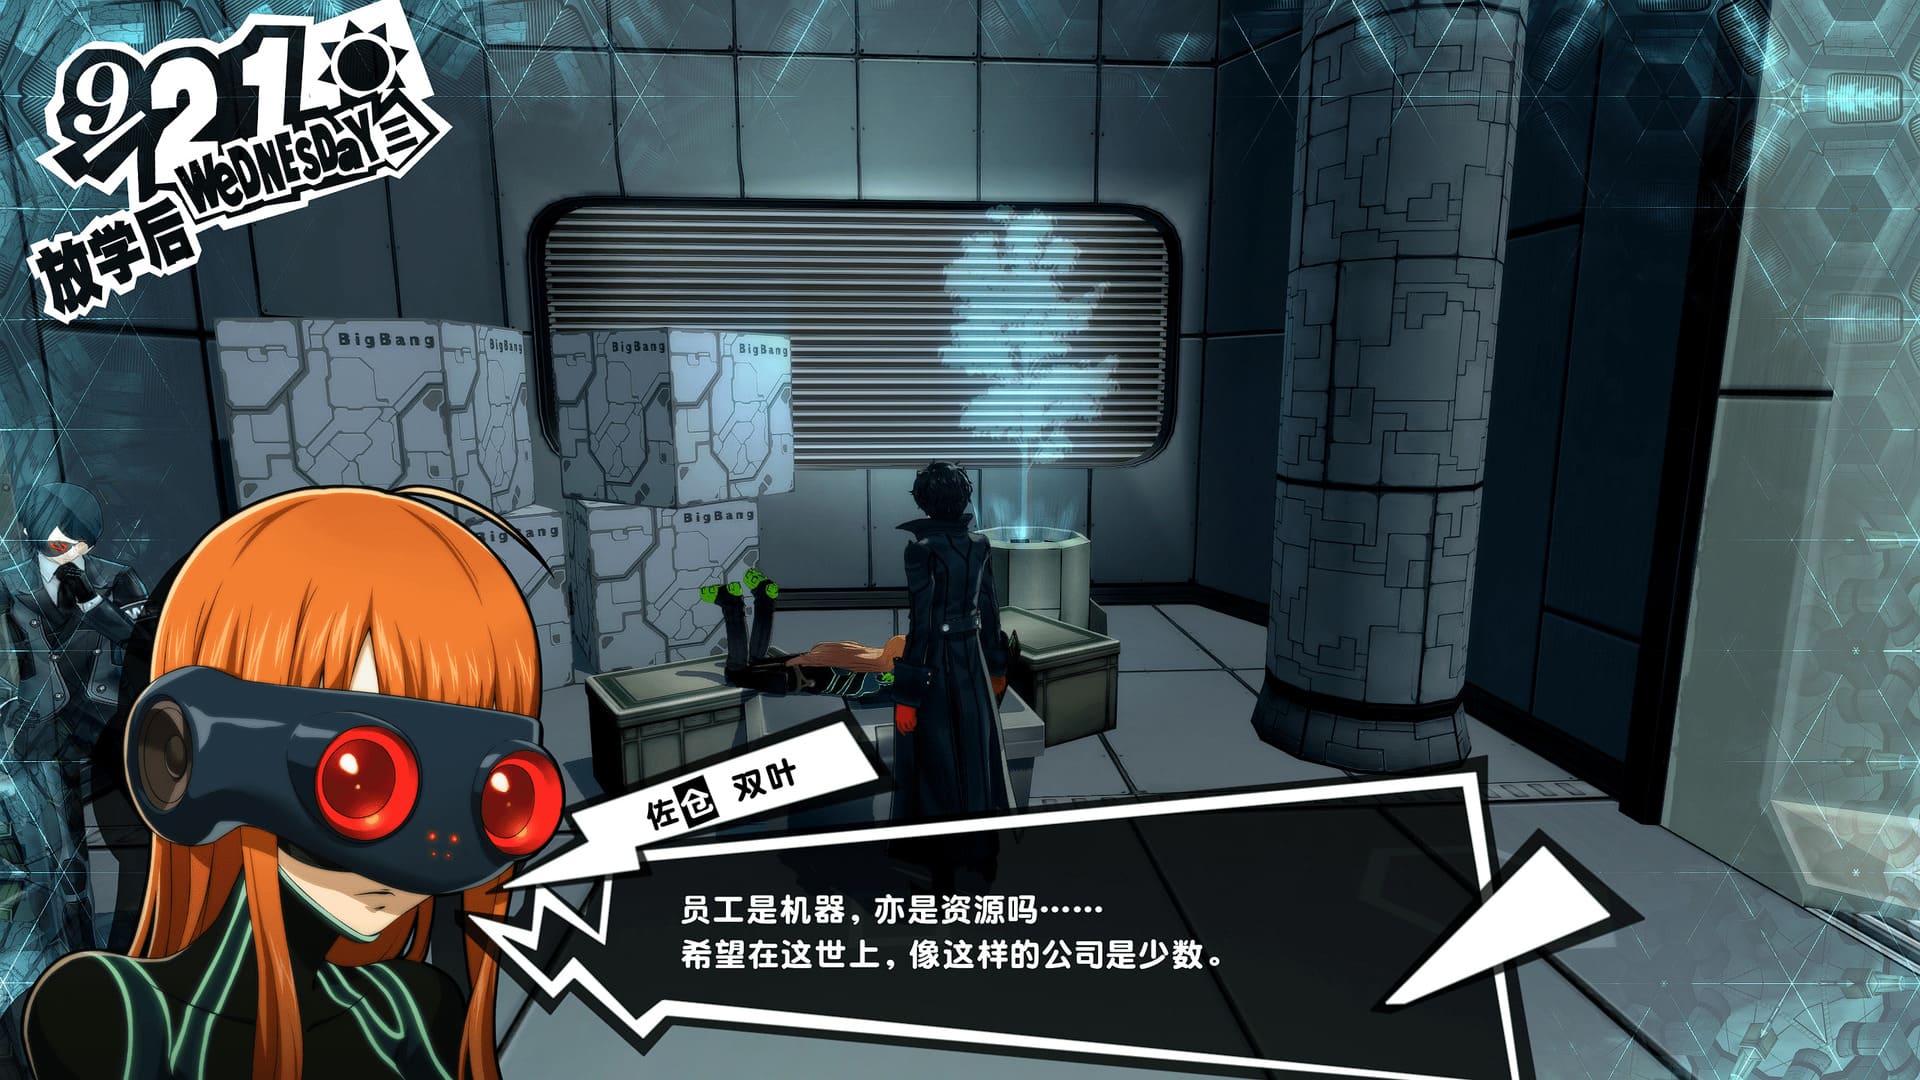 9/21
WeDNESDaY
放学后
BigBang
BigBang
BigBang
BigBang
BigBang
BigBang
佐仓 双叶
员工是机器，亦是资源吗……
希望在这世上，像这样的公司是少数。